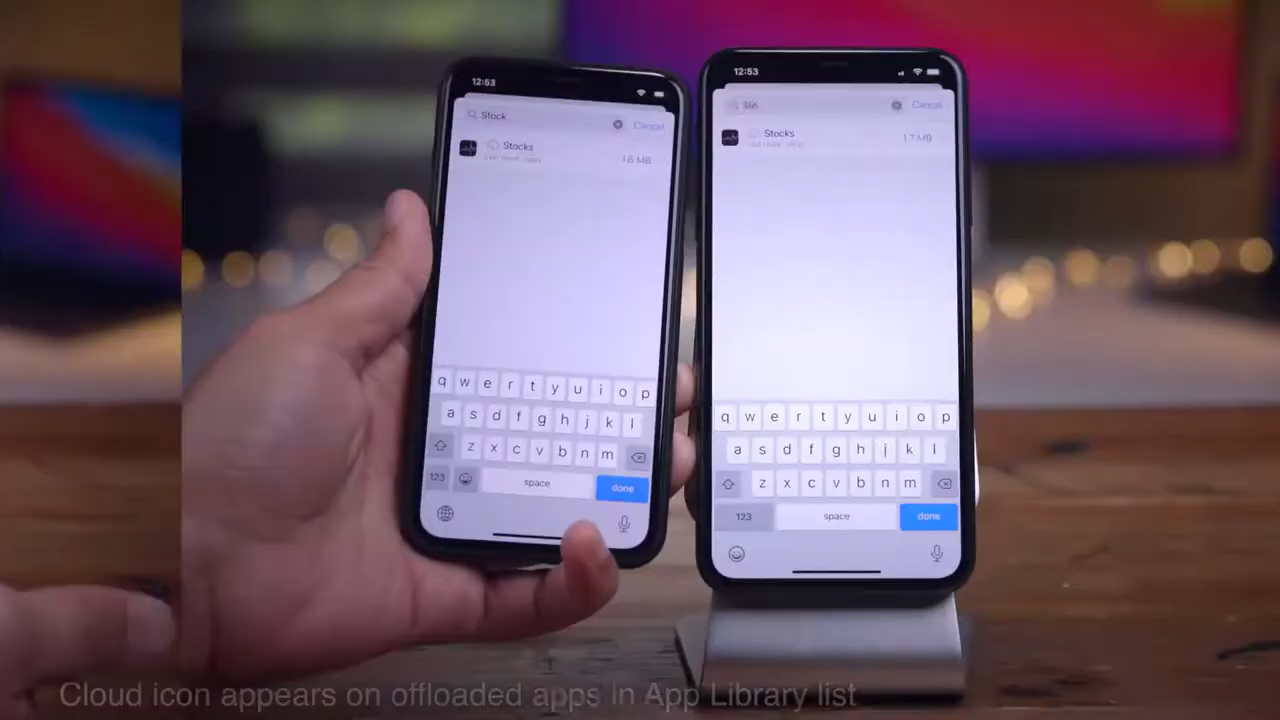 12:53
Stock
Cancel
Stocks
1.6 MB
q w e r t y u i o p
a s d f g h j k l
z x c v b n m
123
space
done
12:53
Cancel
Stocks
1.7 MB
q w e r t y u i o p
a s d f g h j k l
z x c v b n m
123
space
done
Cloud icon appears on offloaded apps in App Library list